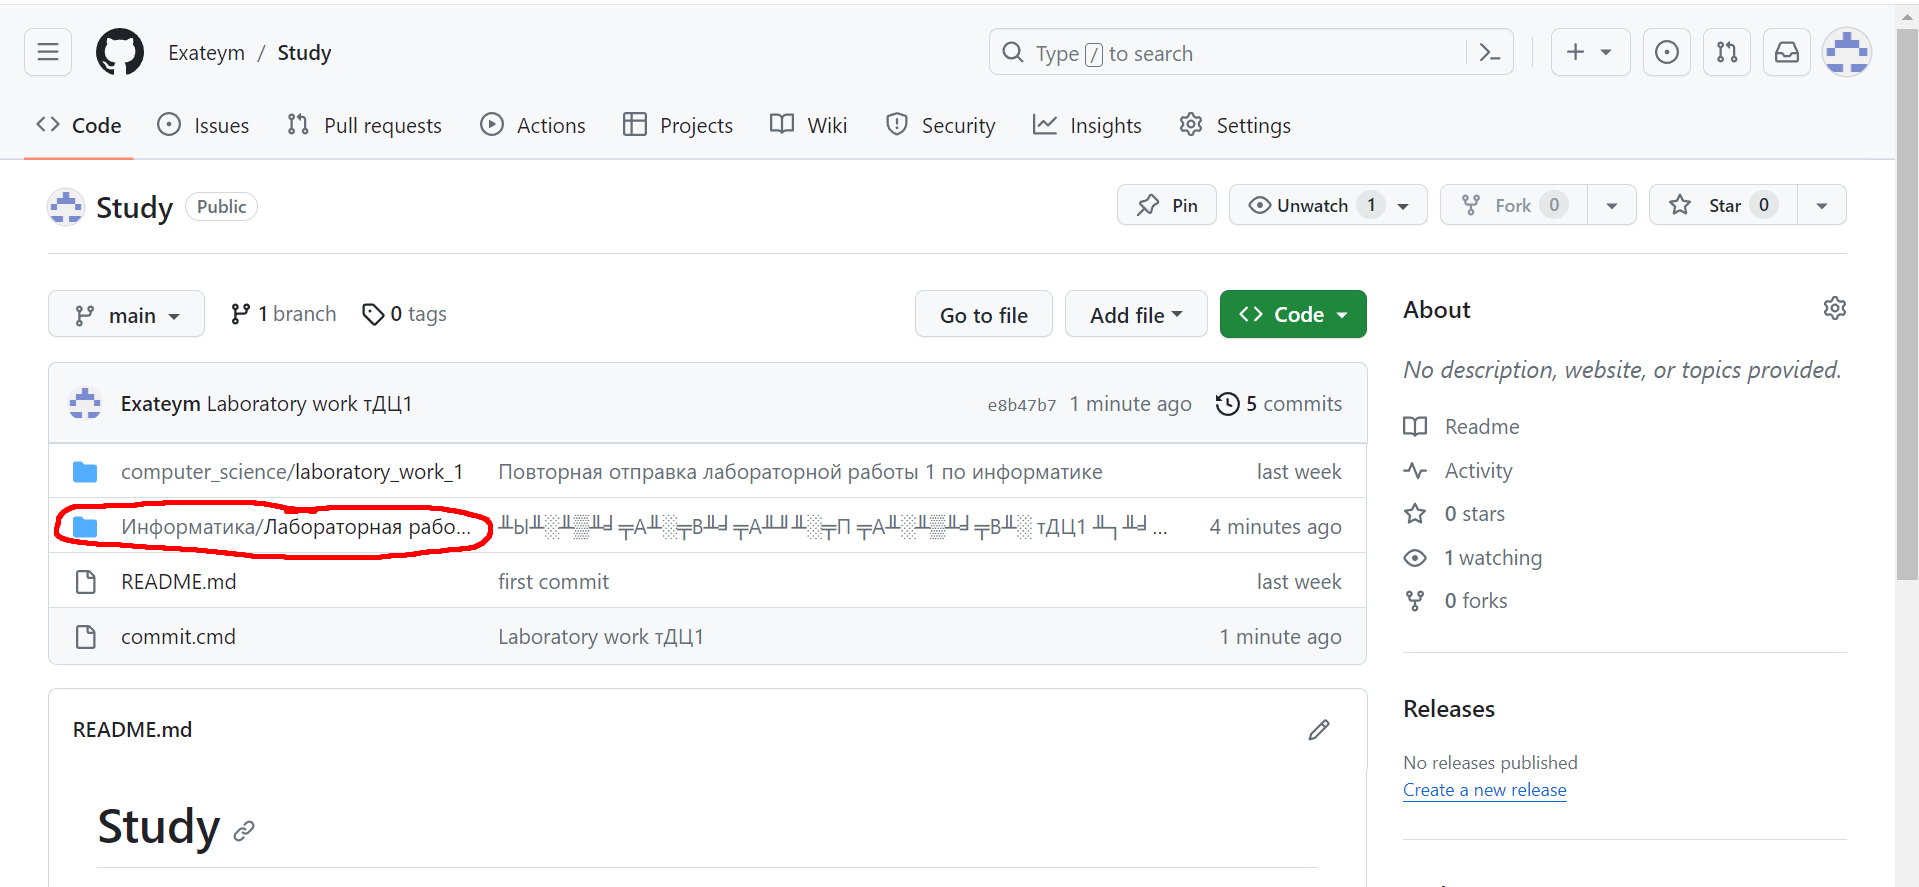 Exateym / Study
Type / to search
Code Issues Pull requests Actions Projects Wiki Security Insights Settings
Study Public
Pin Unwatch 1 Fork 0 Star 0
main 1 branch 0 tags Go to file Add file Code
Exateym Laboratory work тДЦ1 e8b47b7 1 minute ago 5 commits
computer_science/laboratory_work_1 Повторная отправка лабораторной работы 1 по информатике last week
Информатика/Лабораторная рабо... ╨Ы╨░╨▒╨╛╤А╨░╤В╨╛╤А╨╜╨░╤П ╤А╨░╨▒╨╛╤В╨░ тДЦ1 ╨┐╨╛ ... 4 minutes ago
README.md first commit last week
commit.cmd Laboratory work тДЦ1 1 minute ago
README.md
Study
About
No description, website, or topics provided.
Readme
Activity
0 stars
1 watching
0 forks
Releases
No releases published
Create a new release